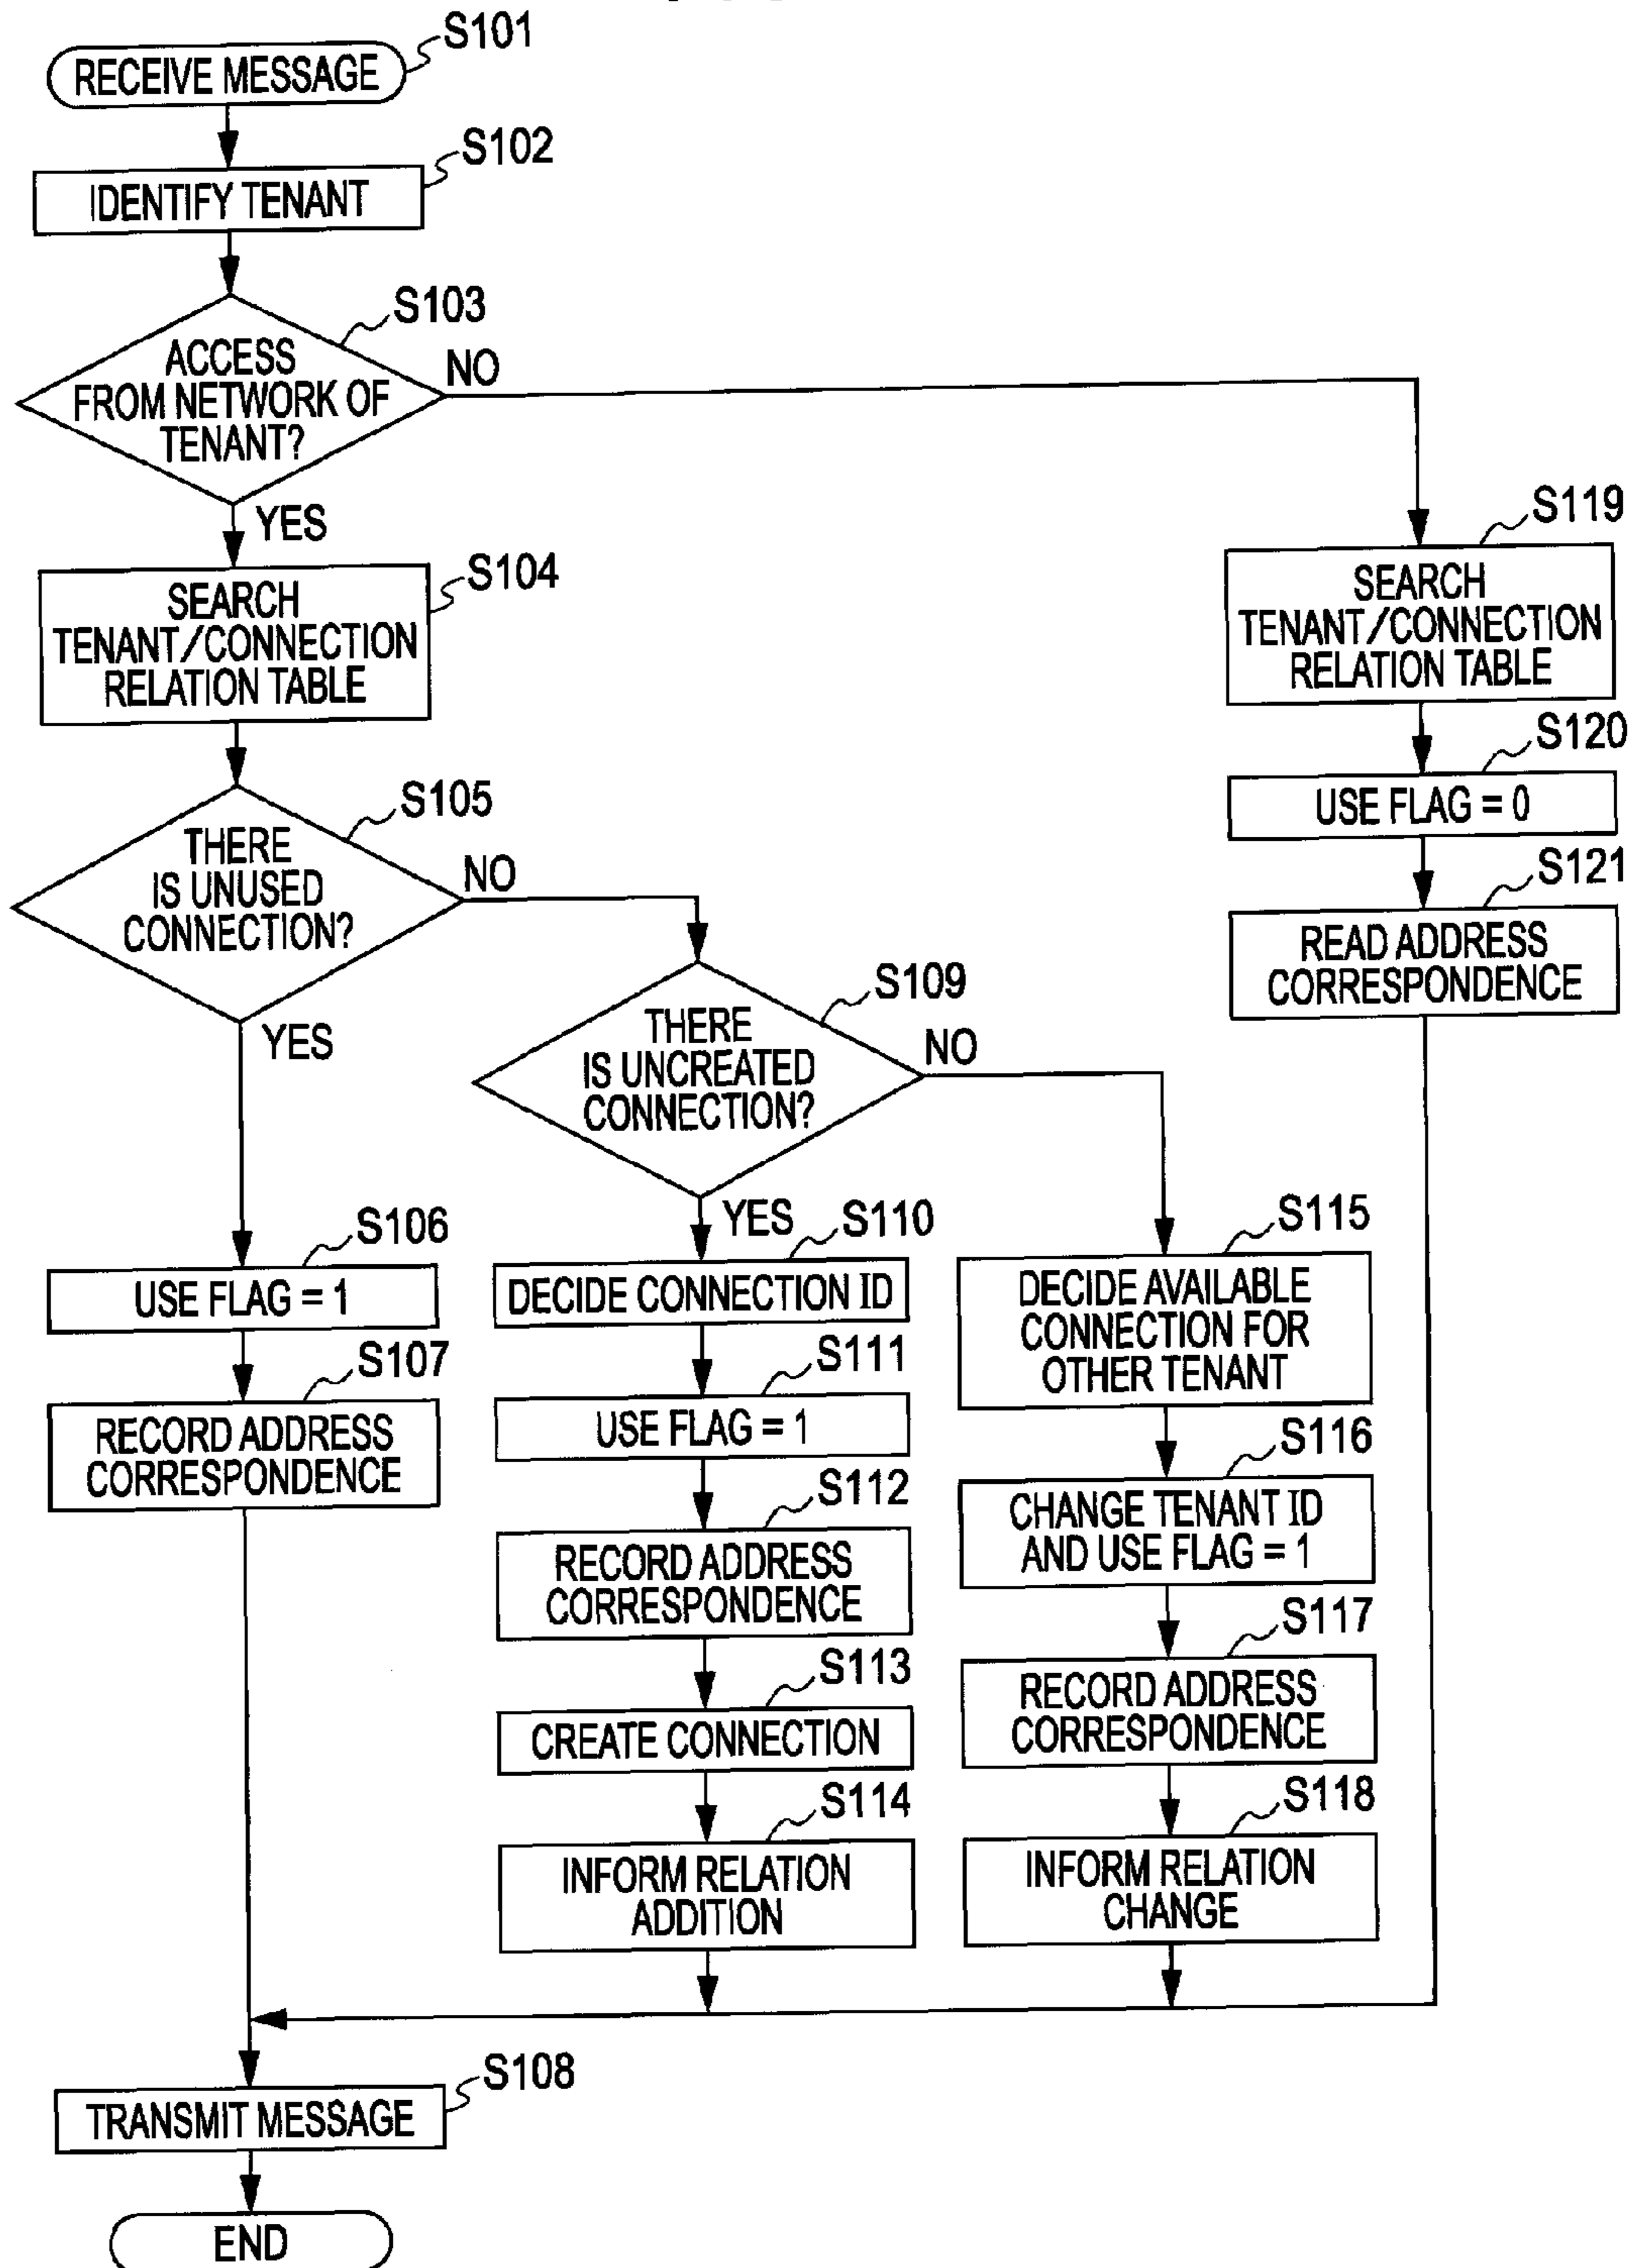 S101
RECEIVE MESSAGE
S102
IDENTIFY TENANT
S103
ACCESS
FROM NETWORK OF
TENANT?
NO
YES
S104
SEARCH
TENANT/CONNECTION
RELATION TABLE
S105
THERE
IS UNUSED
CONNECTION?
NO
YES
S106
USE FLAG = 1
S107
RECORD ADDRESS
CORRESPONDENCE
S109
THERE
IS UNCREATED
CONNECTION?
NO
YES
S110
DECIDE CONNECTION ID
S111
USE FLAG = 1
S112
RECORD ADDRESS
CORRESPONDENCE
S113
CREATE CONNECTION
S114
INFORM RELATION
ADDITION
S115
DECIDE AVAILABLE
CONNECTION FOR
OTHER TENANT
S116
CHANGE TENANT ID
AND USE FLAG = 1
S117
RECORD ADDRESS
CORRESPONDENCE
S118
INFORM RELATION
CHANGE
S119
SEARCH
TENANT/CONNECTION
RELATION TABLE
S120
USE FLAG = 0
S121
READ ADDRESS
CORRESPONDENCE
S108
TRANSMIT MESSAGE
END